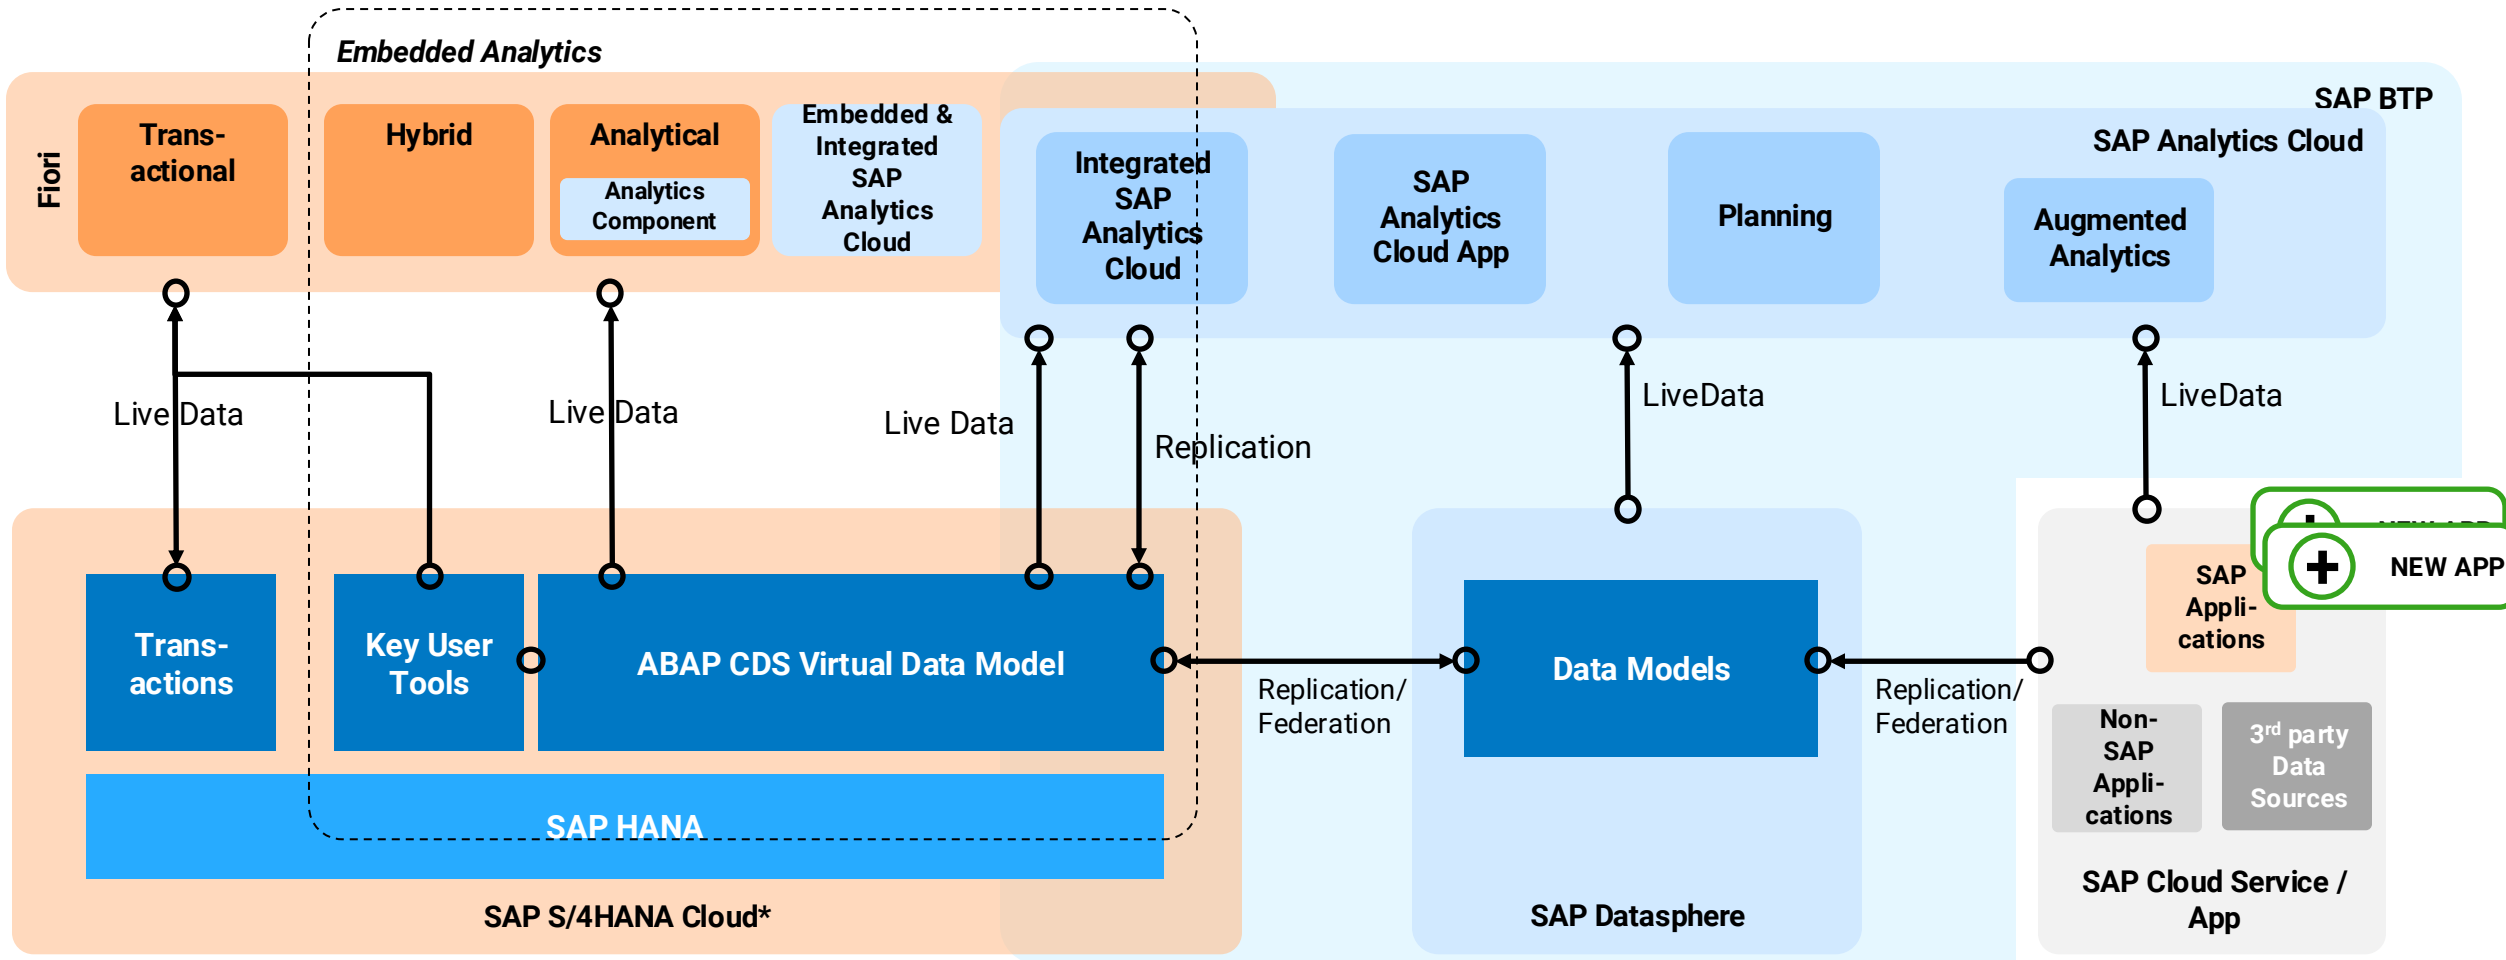 Embedded Analytics
SAP BTP
Fiori
Trans-
actional
Hybrid
Analytical
Analytics
Component
Embedded &
Integrated
SAP
Analytics
Cloud
SAP Analytics Cloud
Integrated
SAP
Analytics
Cloud
SAP
Analytics
Cloud App
Planning
Augmented
Analytics
Live Data
Live Data
Live Data
Replication
LiveData
LiveData
Trans-
actions
Key User
Tools
ABAP CDS Virtual Data Model
SAP HANA
SAP S/4HANA Cloud*
Replication/
Federation
Data Models
SAP Datasphere
Replication/
Federation
NEW APP
NEW APP
SAP
Appli-
cations
Non-
SAP
Appli-
cations
3rd party
Data
Sources
SAP Cloud Service /
App